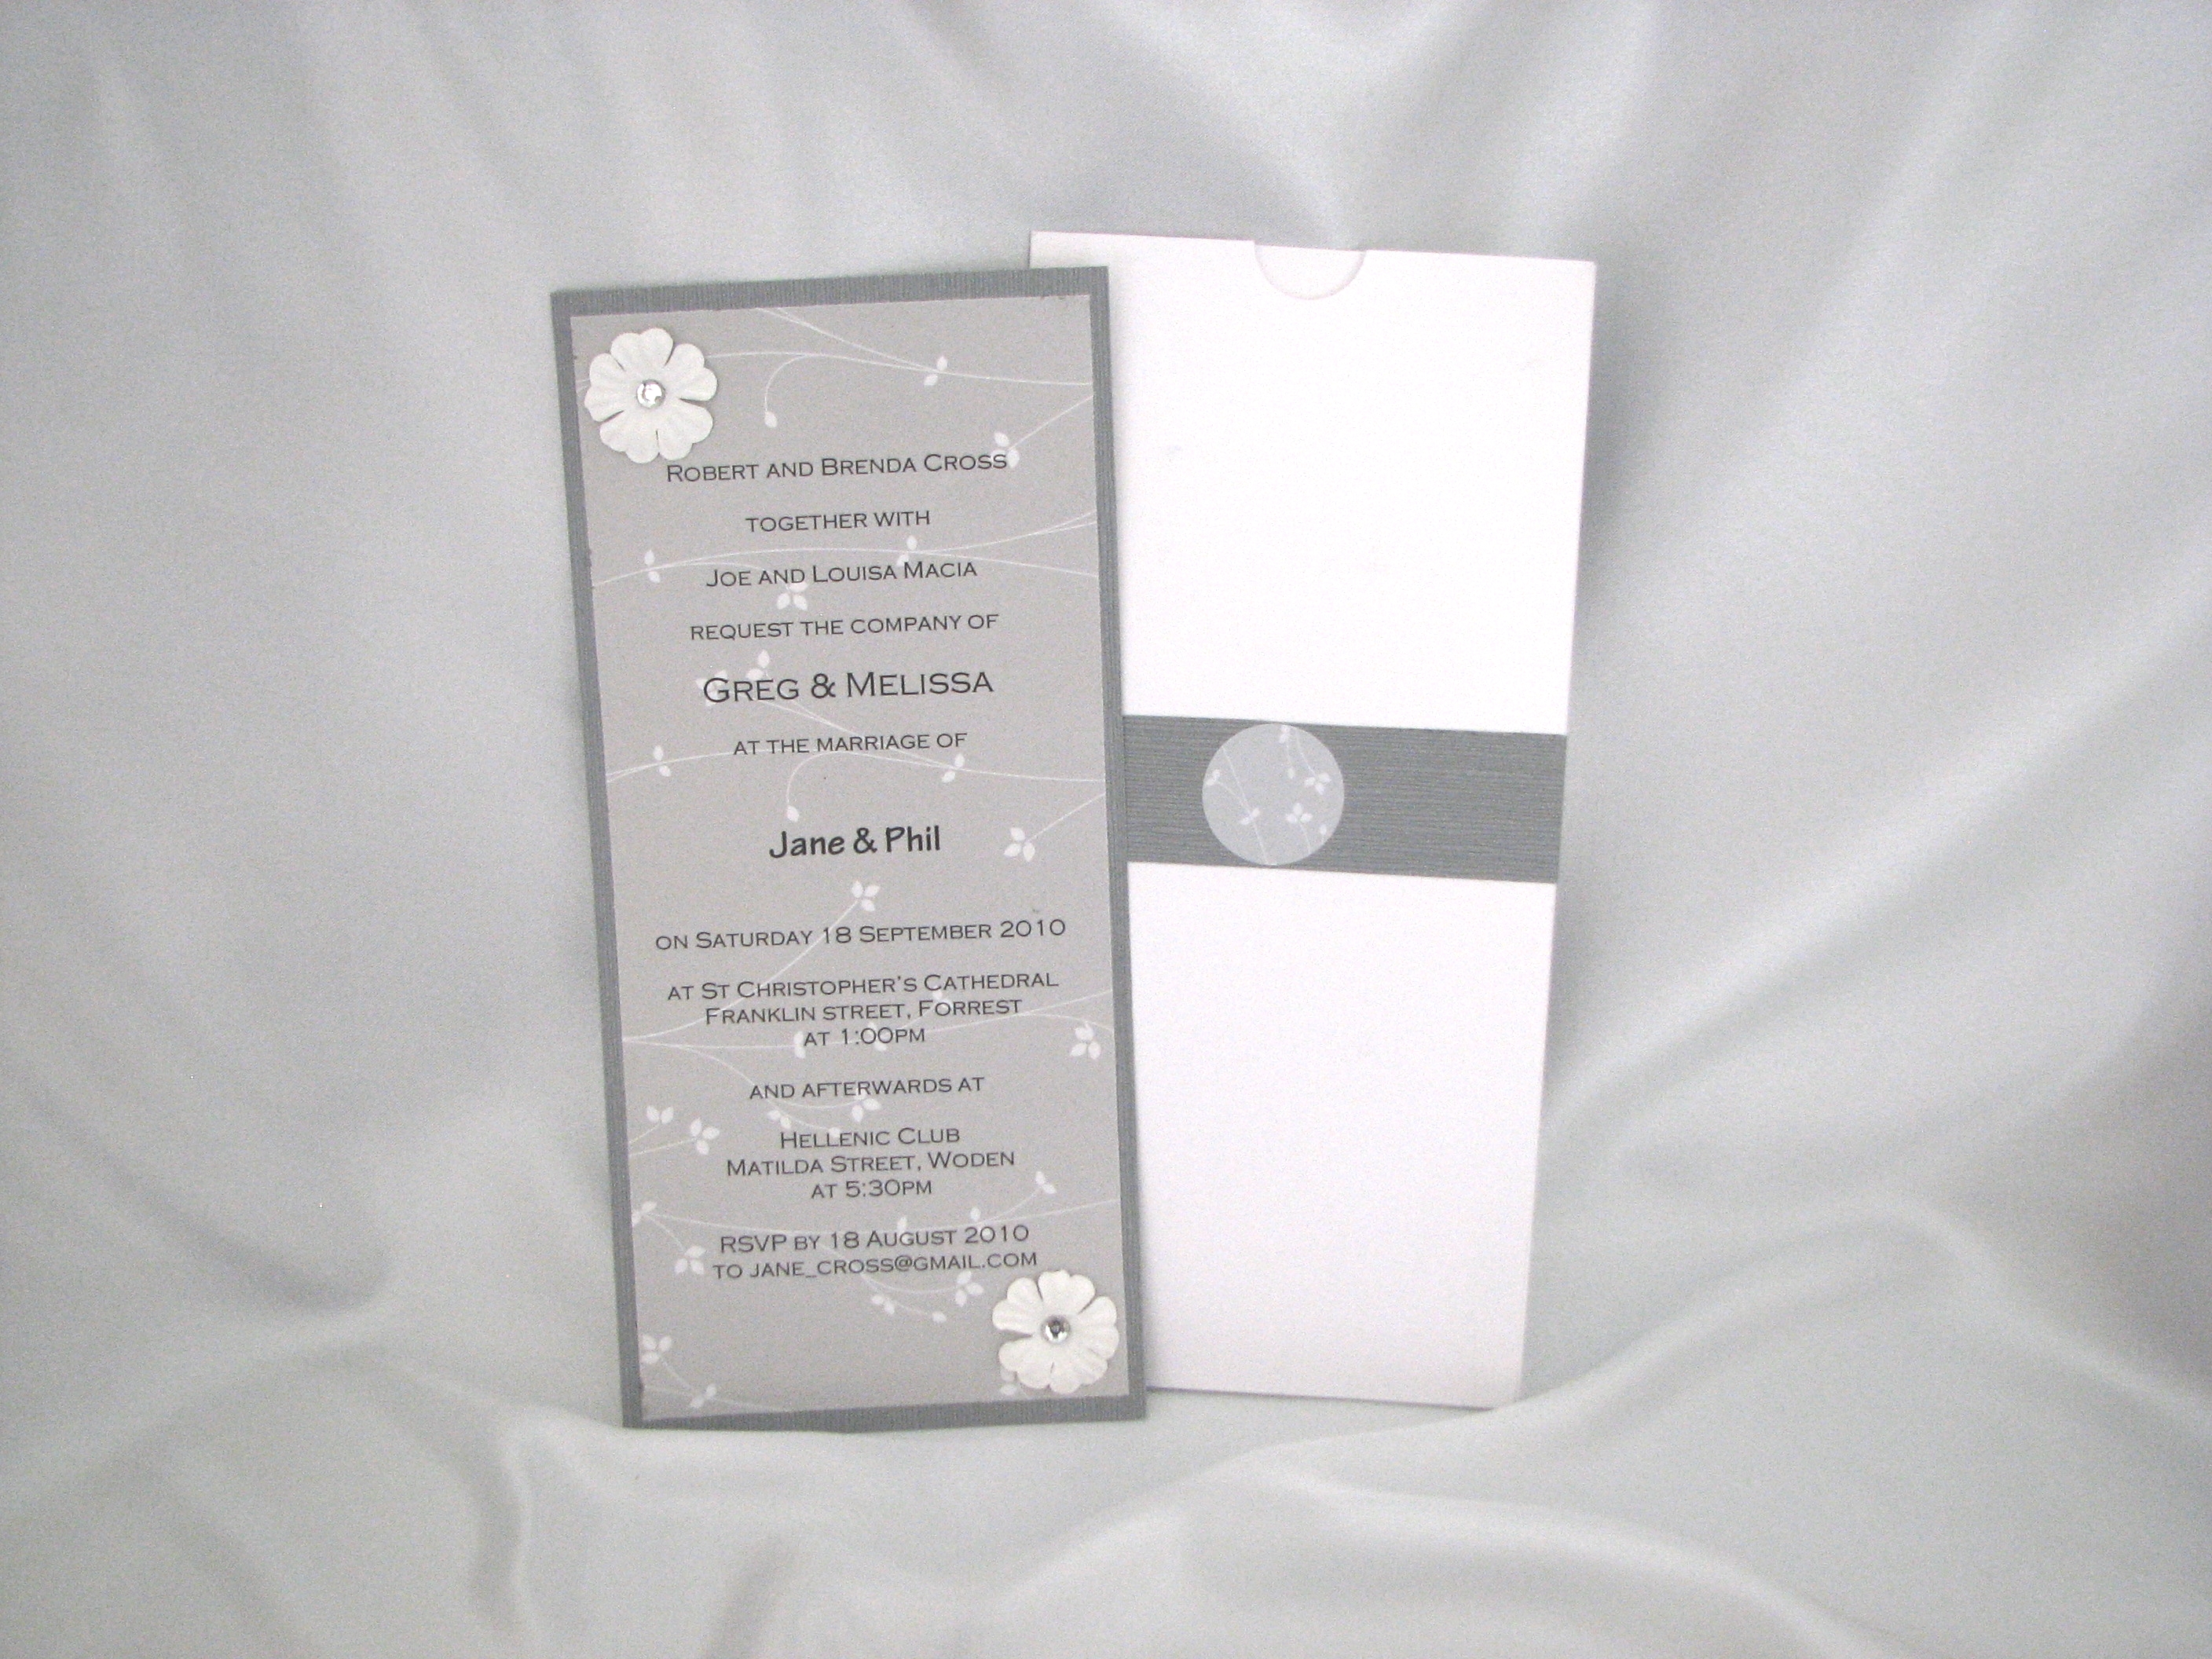 Robert and Brenda Cross
together with
Joe and Louisa Macia
request the company of
Greg & Melissa
at the marriage of
Jane & Phil
on Saturday 18 September 2010
at St Christopher's Cathedral
Franklin street, Forrest
at 1:00pm
and afterwards at
Hellenic Club
Matilda Street, Woden
at 5:30pm
RSVP by 18 August 2010
to jane_cross@gmail.com